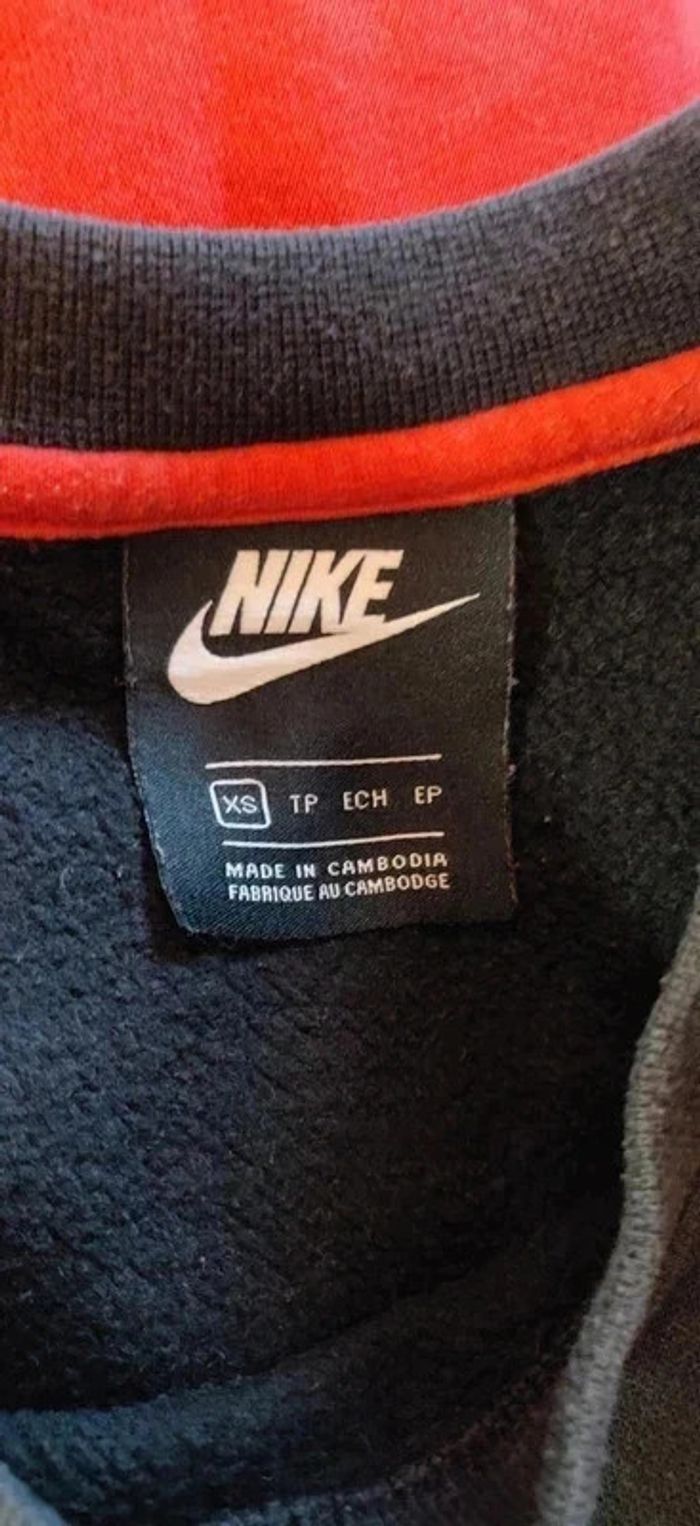 NIKE
XS TP ECH EP
MADE IN CAMBODIA
FABRIQUE AU CAMBODGE